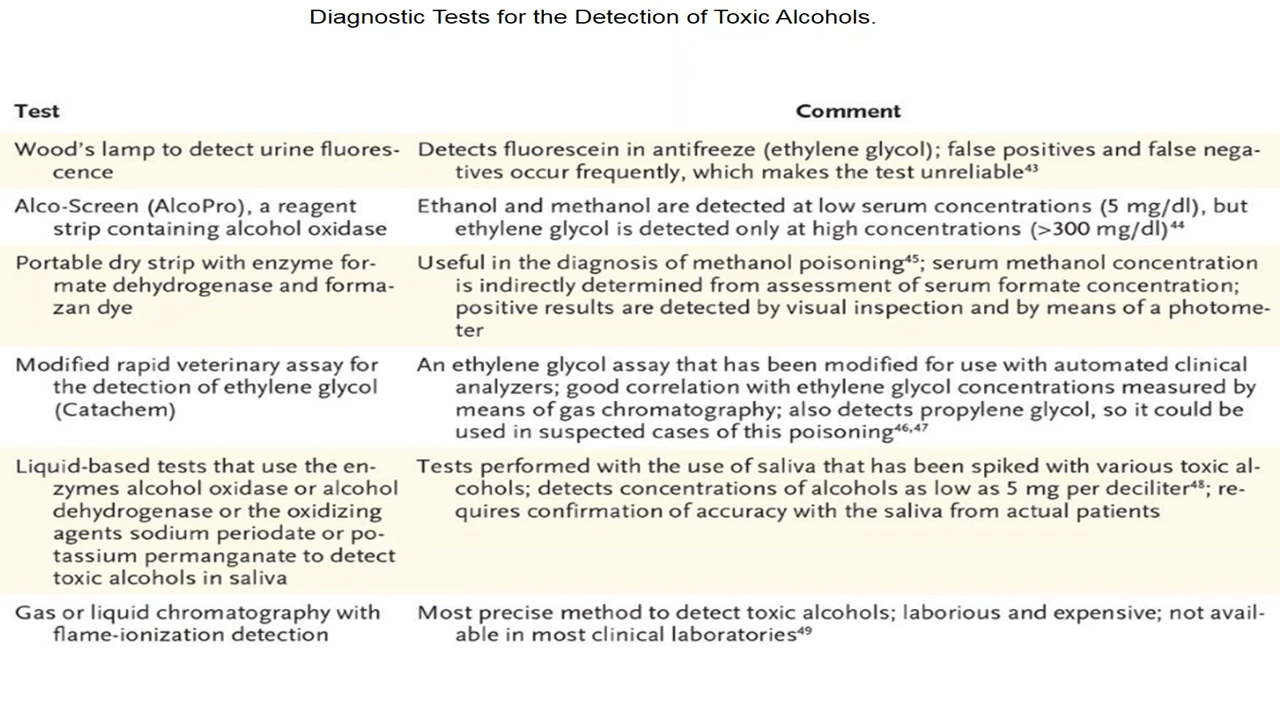 Diagnostic Tests for the Detection of Toxic Alcohols.
Test
Comment
Wood's lamp to detect urine fluores-
cence
Detects fluorescein in antifreeze (ethylene glycol); false positives and false nega-
tives occur frequently, which makes the test unreliable⁴³
Alco-Screen (AlcoPro), a reagent
strip containing alcohol oxidase
Ethanol and methanol are detected at low serum concentrations (5 mg/dl), but
ethylene glycol is detected only at high concentrations (>300 mg/dl)⁴⁴
Portable dry strip with enzyme for-
mate dehydrogenase and forma-
zan dye
Useful in the diagnosis of methanol poisoning⁴⁵; serum methanol concentration
is indirectly determined from assessment of serum formate concentration;
positive results are detected by visual inspection and by means of a photome-
ter
Modified rapid veterinary assay for
the detection of ethylene glycol
(Catachem)
An ethylene glycol assay that has been modified for use with automated clinical
analyzers; good correlation with ethylene glycol concentrations measured by
means of gas chromatography; also detects propylene glycol, so it could be
used in suspected cases of this poisoning⁴⁶,⁴⁷
Liquid-based tests that use the en-
zymes alcohol oxidase or alcohol
dehydrogenase or the oxidizing
agents sodium periodate or po-
tassium permanganate to detect
toxic alcohols in saliva
Tests performed with the use of saliva that has been spiked with various toxic al-
cohols; detects concentrations of alcohols as low as 5 mg per deciliter⁴⁸; re-
quires confirmation of accuracy with the saliva from actual patients
Gas or liquid chromatography with
flame-ionization detection
Most precise method to detect toxic alcohols; laborious and expensive; not avail-
able in most clinical laboratories⁴⁹